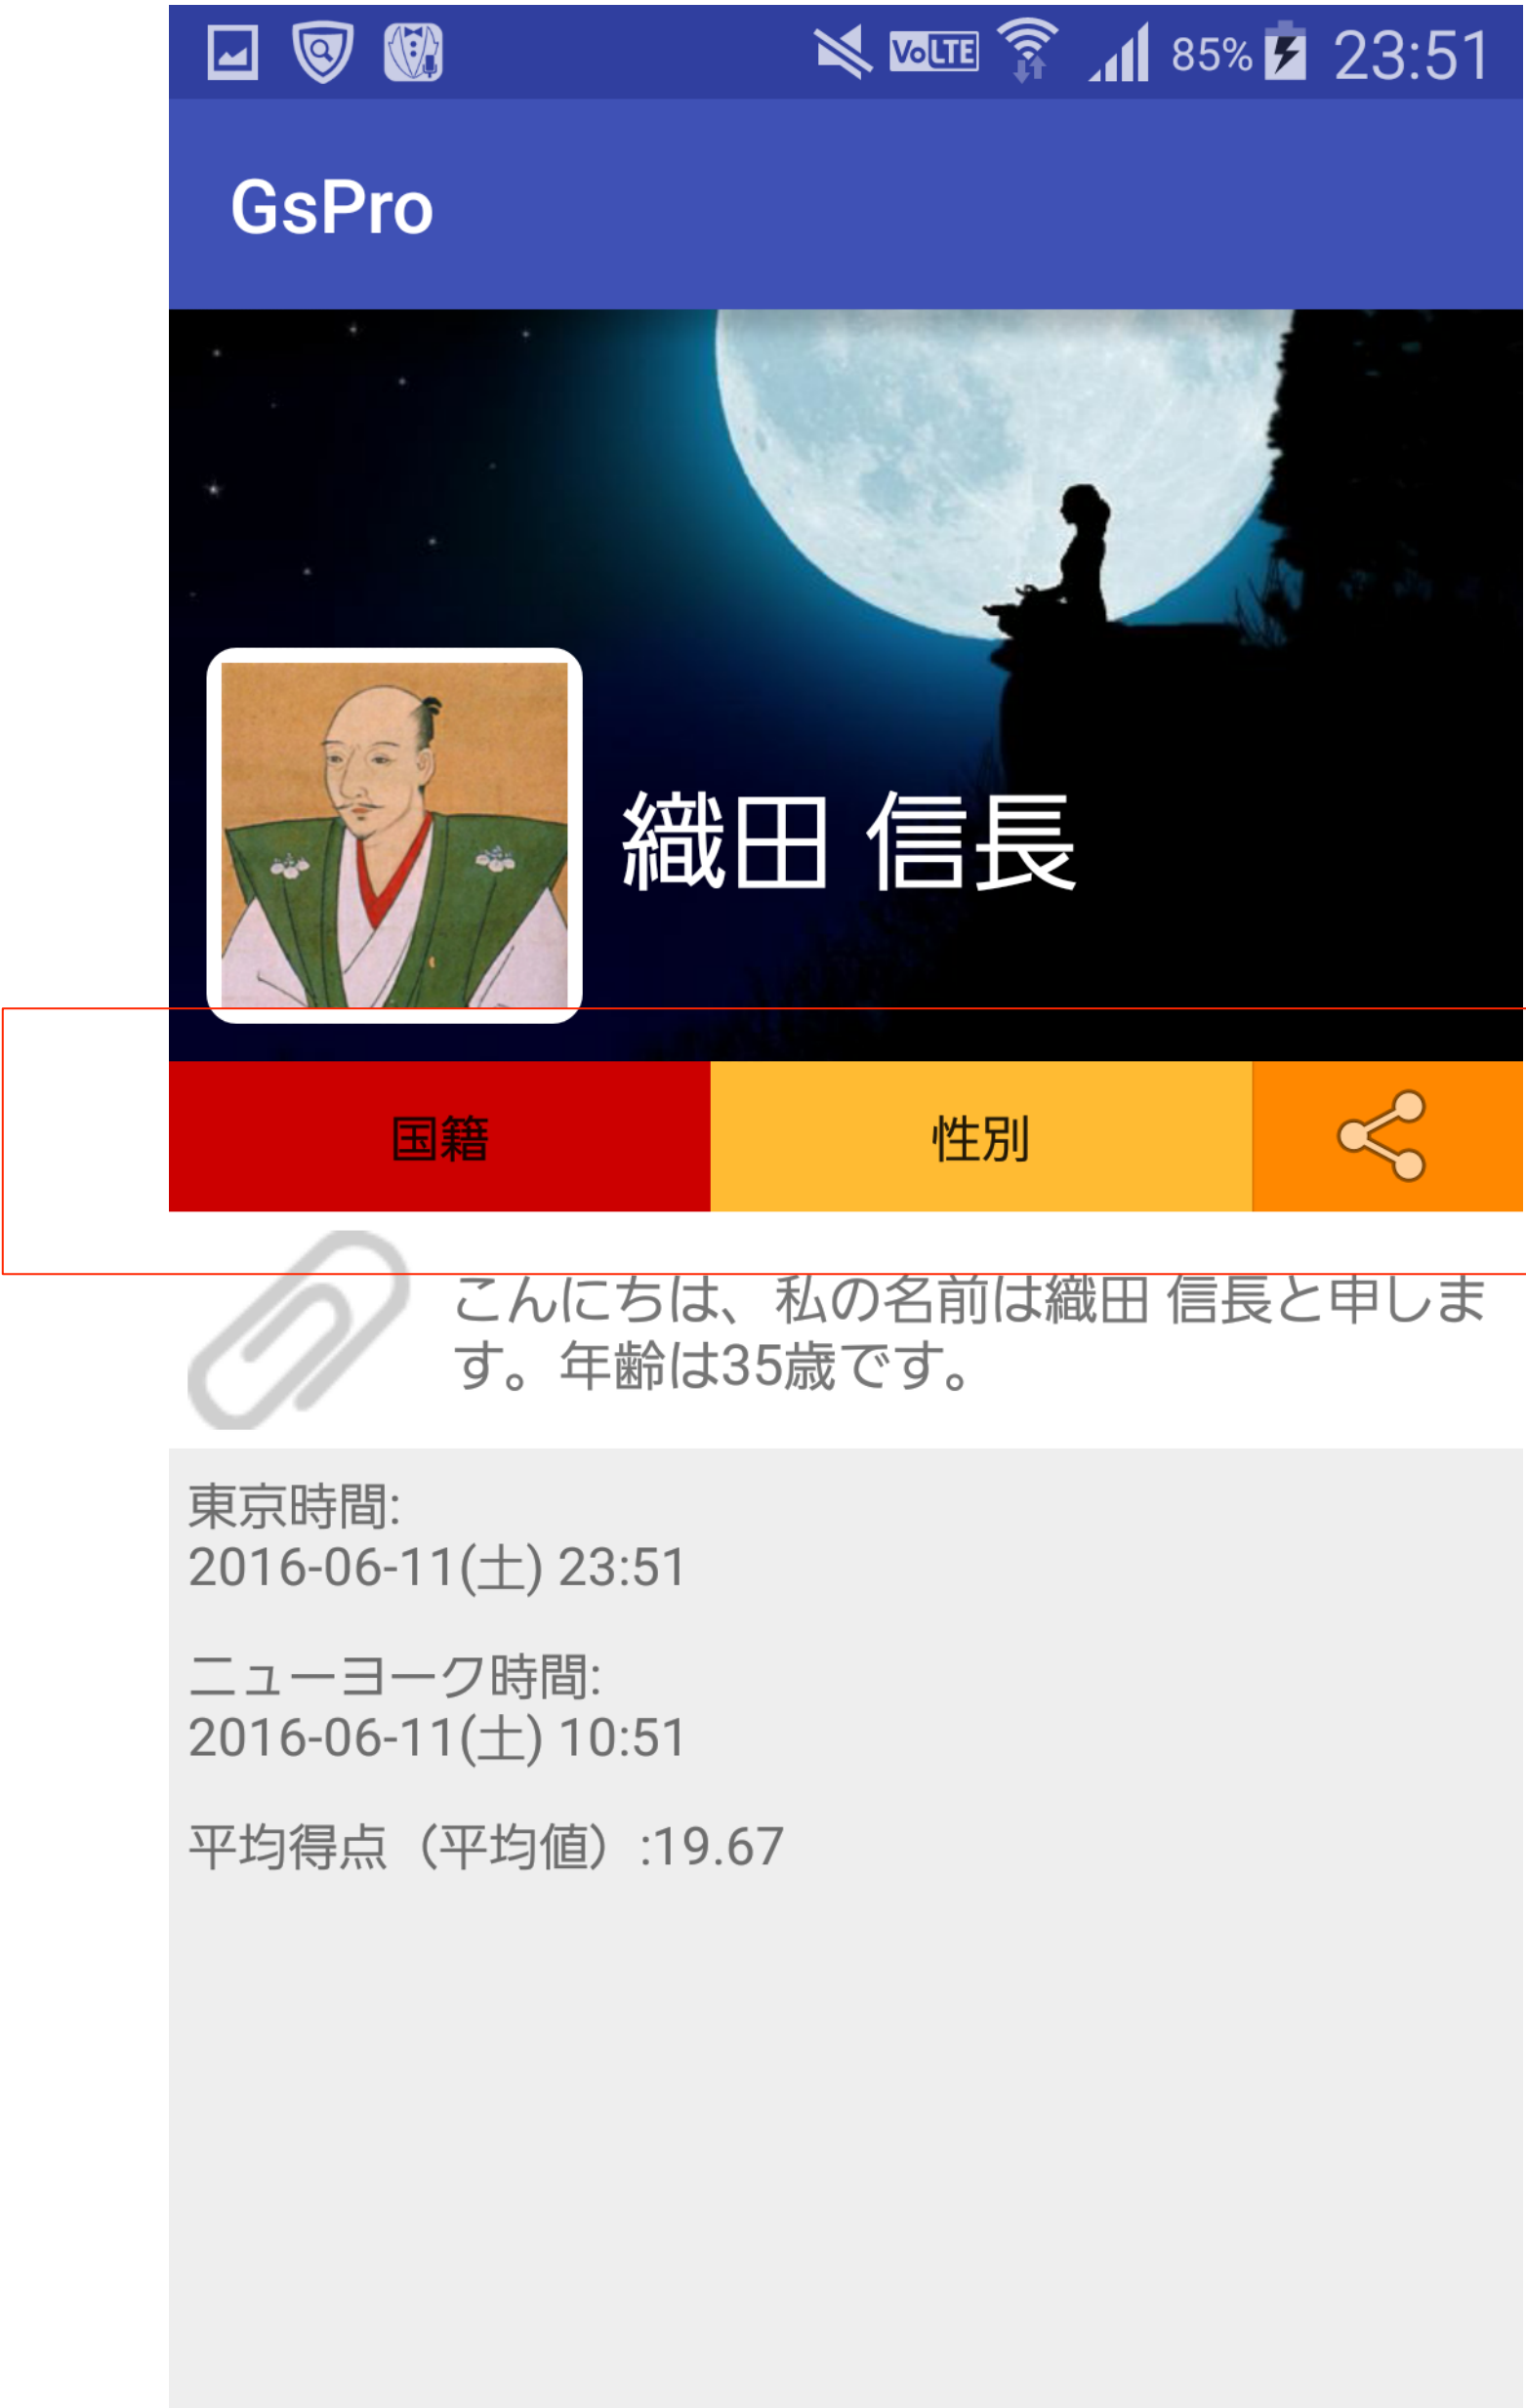 VoLTE 85% 23:51
GsPro
織田 信長
国籍
性別
こんにちは、私の名前は織田 信長と申しま
す。年齢は35歳です。
東京時間:
2016-06-11(土) 23:51
ニューヨーク時間:
2016-06-11(土) 10:51
平均得点（平均値）:19.67